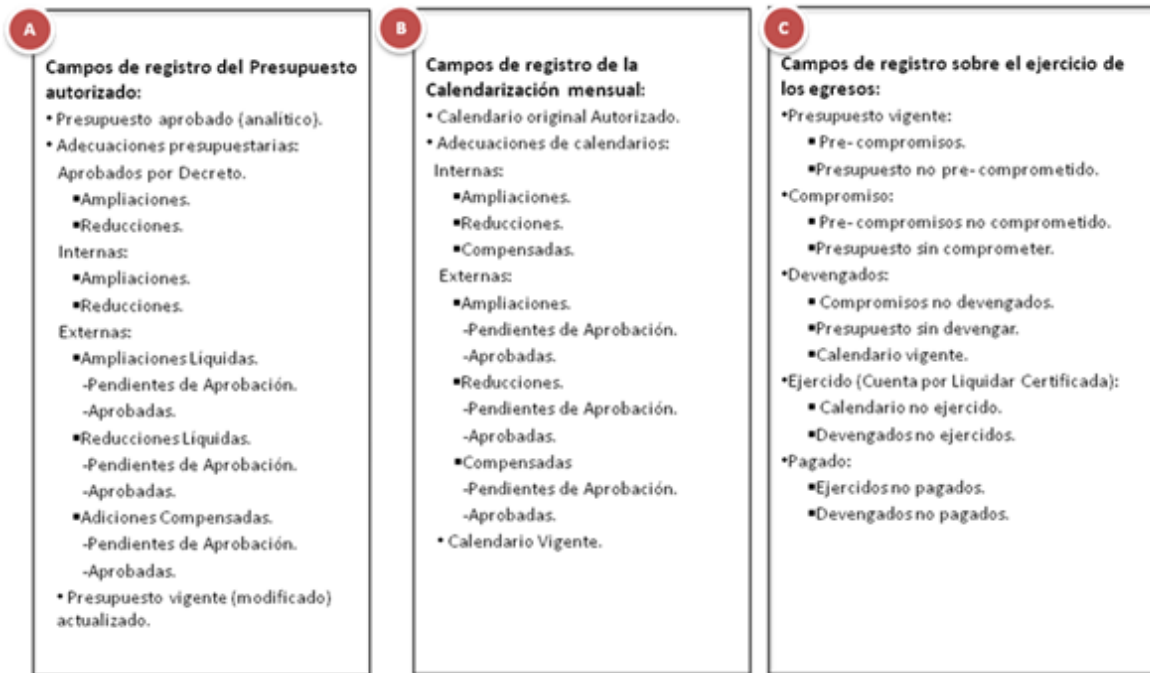 A
Campos de registro del Presupuesto
autorizado:
• Presupuesto aprobado (analítico).
• Adecuaciones presupuestarias:
Aprobados por Decreto.
▪Ampliaciones.
▪Reducciones.
Internas:
▪Ampliaciones.
▪Reducciones.
Externas:
▪Ampliaciones Líquidas.
-Pendientes de Aprobación.
-Aprobadas.
▪Reducciones Líquidas.
-Pendientes de Aprobación.
-Aprobadas.
▪Adiciones Compensadas.
-Pendientes de Aprobación.
-Aprobadas.
• Presupuesto vigente (modificado)
actualizado.
B
Campos de registro de la
Calendarización mensual:
• Calendario original Autorizado.
• Adecuaciones de calendarios:
Internas:
▪Ampliaciones.
▪Reducciones.
▪Compensadas.
Externas:
▪Ampliaciones.
-Pendientes de Aprobación.
-Aprobadas.
▪Reducciones.
-Pendientes de Aprobación.
-Aprobadas.
▪Compensadas
-Pendientes de Aprobación.
-Aprobadas.
• Calendario Vigente.
C
Campos de registro sobre el ejercicio de
los egresos:
•Presupuesto vigente:
▪ Pre- compromisos.
▪Presupuesto no pre- comprometido.
•Compromiso:
▪ Pre- compromisos no comprometido.
▪Presupuesto sin comprometer.
•Devengados:
▪ Compromisos no devengados.
▪Presupuesto sin devengar.
▪Calendario vigente.
•Ejercido (Cuenta por Liquidar Certificada):
▪ Calendario no ejercido.
▪Devengados no ejercidos.
•Pagado:
▪Ejercidos no pagados.
▪Devengados no pagados.